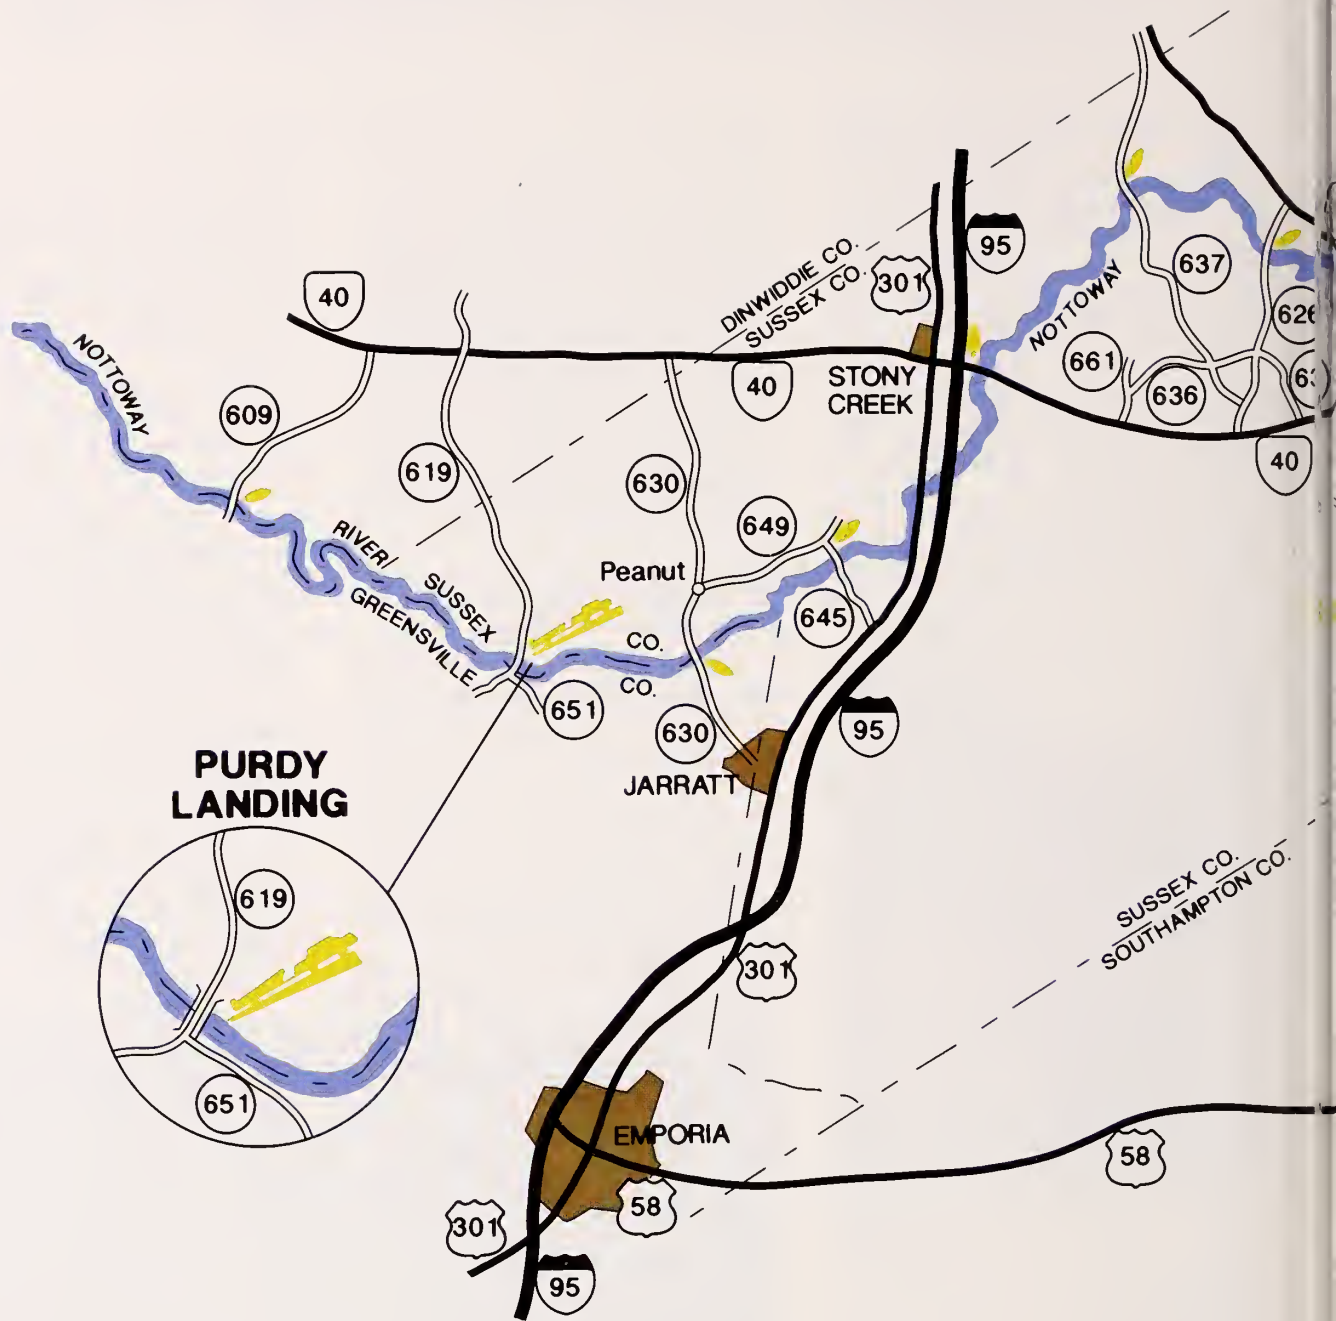 95
637
DINWIDDIE CO.
SUSSEX CO.
301
40
NOTTOWAY
626
NOTTOWAY
661
636
40
STONY
CREEK
609
619
630
40
649
RIVER/
SUSSEX
CO.
Peanut
GREENSVILLE
CO.
645
651
630
95
PURDY
LANDING
JARRATT
619
651
SUSSEX CO.
SOUTHAMPTON CO.
301
EMPORIA
58
58
301
95